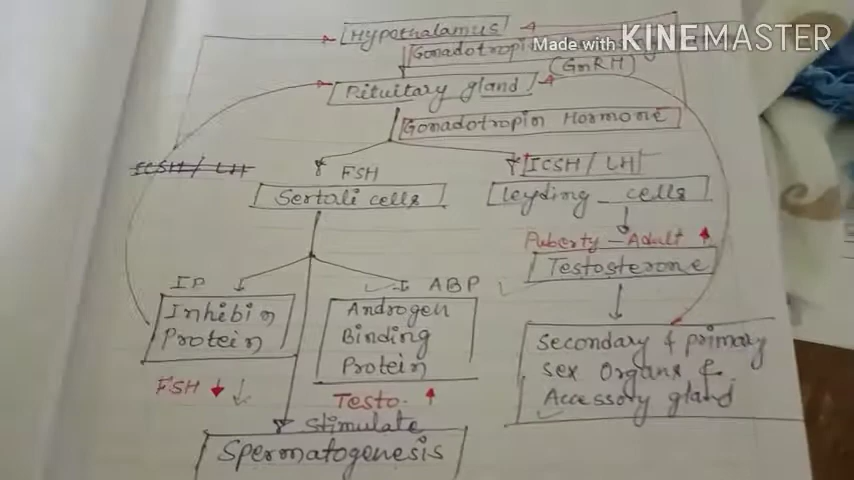 Made with KINEMASTER
Hypothalamus
Gonadotropin
(GnRH)
Pituitary gland
Gonadotropin Hormone
ICSH / LH
FSH
ICSH / LH
Sertoli cells
leyding cells
Puberty - Adult
Testosterone
IP
ABP
Inhibin
Protein
Androgen
Binding
Protein
Secondary & primary
sex Organs &
Accessory gland
FSH
Testo.
Stimulate
Spermatogenesis